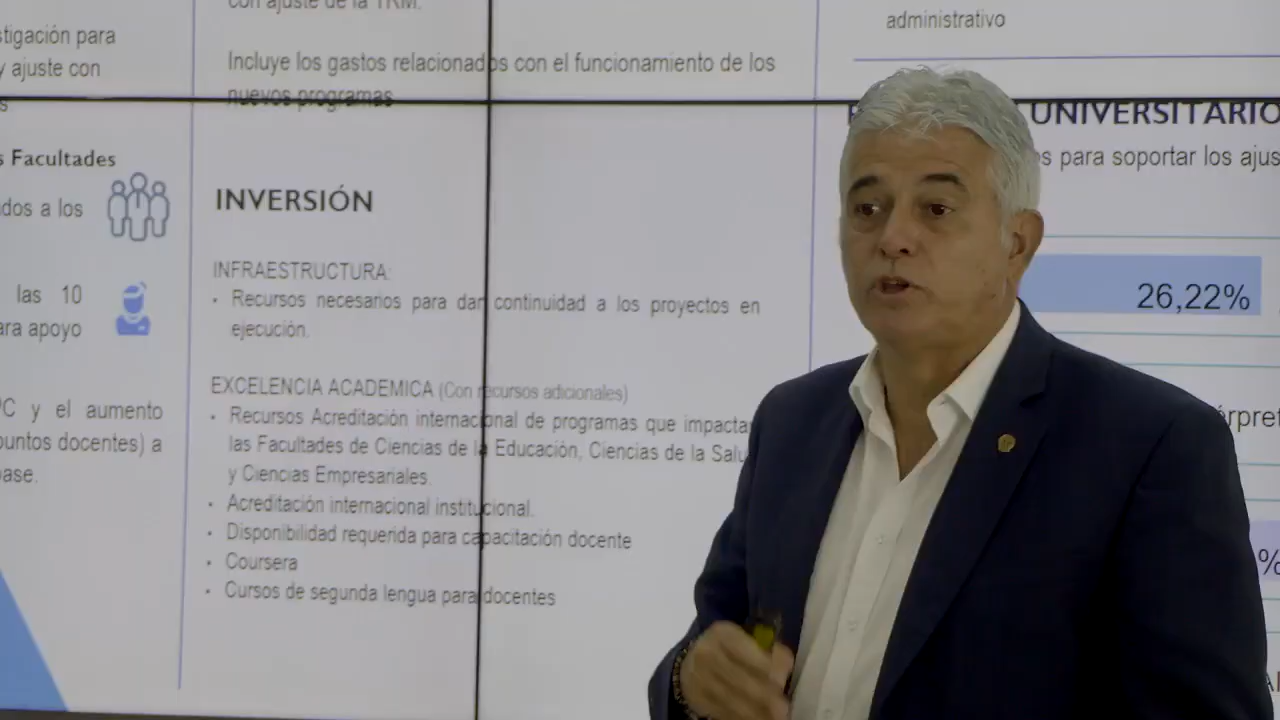 tigación para
y ajuste con
s Facultades
dos a los
las 10
ara apoyo
PC y el aumento
puntos docentes) a
base.
con ajuste de la TRM.
Incluye los gastos relacionados con el funcionamiento de los
nuevos programas
INVERSIÓN
INFRAESTRUCTURA:
• Recursos necesarios para dar continuidad a los proyectos en
ejecución.
EXCELENCIA ACADEMICA (Con recursos adicionales)
• Recursos Acreditación internacional de programas que impacta
las Facultades de Ciencias de la Educación, Ciencias de la Salu
y Ciencias Empresariales.
• Acreditación internacional institucional.
• Disponibilidad requerida para capacitación docente
• Coursera
• Cursos de segunda lengua para docentes
administrativo
UNIVERSITARIO
os para soportar los ajus
26,22%
érpret
%